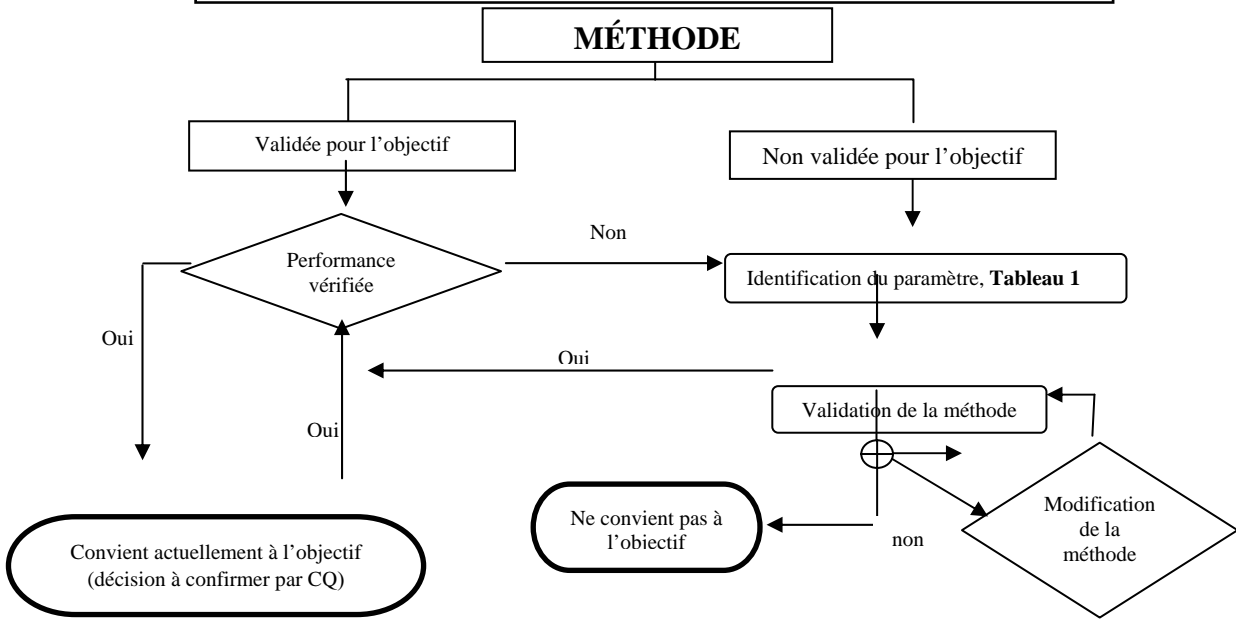 MÉTHODE
Validée pour l’objectif
Non validée pour l’objectif
Non
Performance
vérifiée
Identification du paramètre, Tableau 1
Oui
Oui
Validation de la méthode
Oui
Modification
de la
méthode
Ne convient pas à
l’objectif
non
Convient actuellement à l’objectif
(décision à confirmer par CQ)